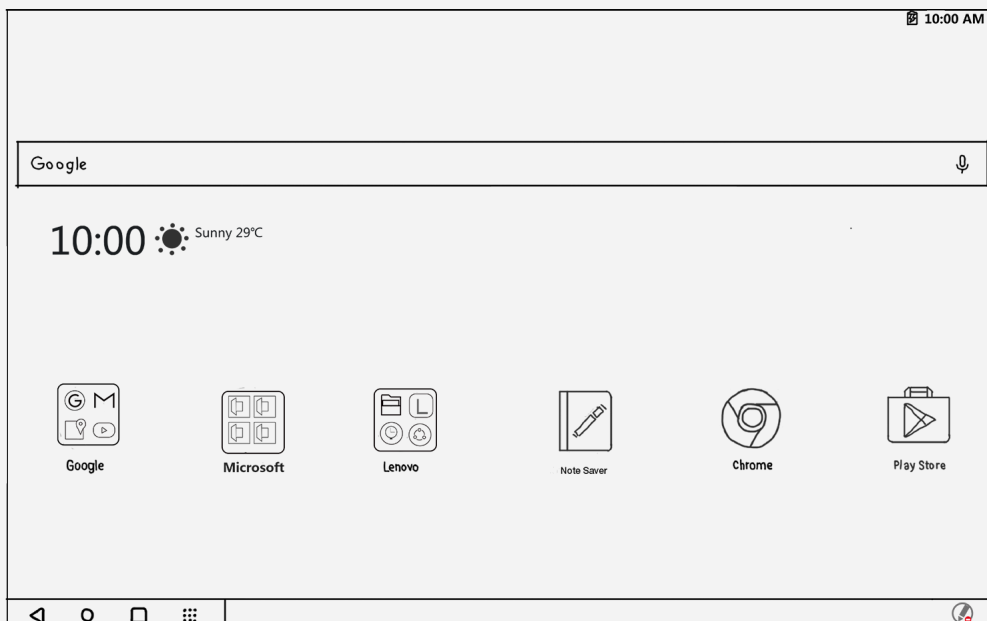 10:00 AM
Google
10:00 Sunny 29℃
Google
Microsoft
Lenovo
Note Saver
Chrome
Play Store